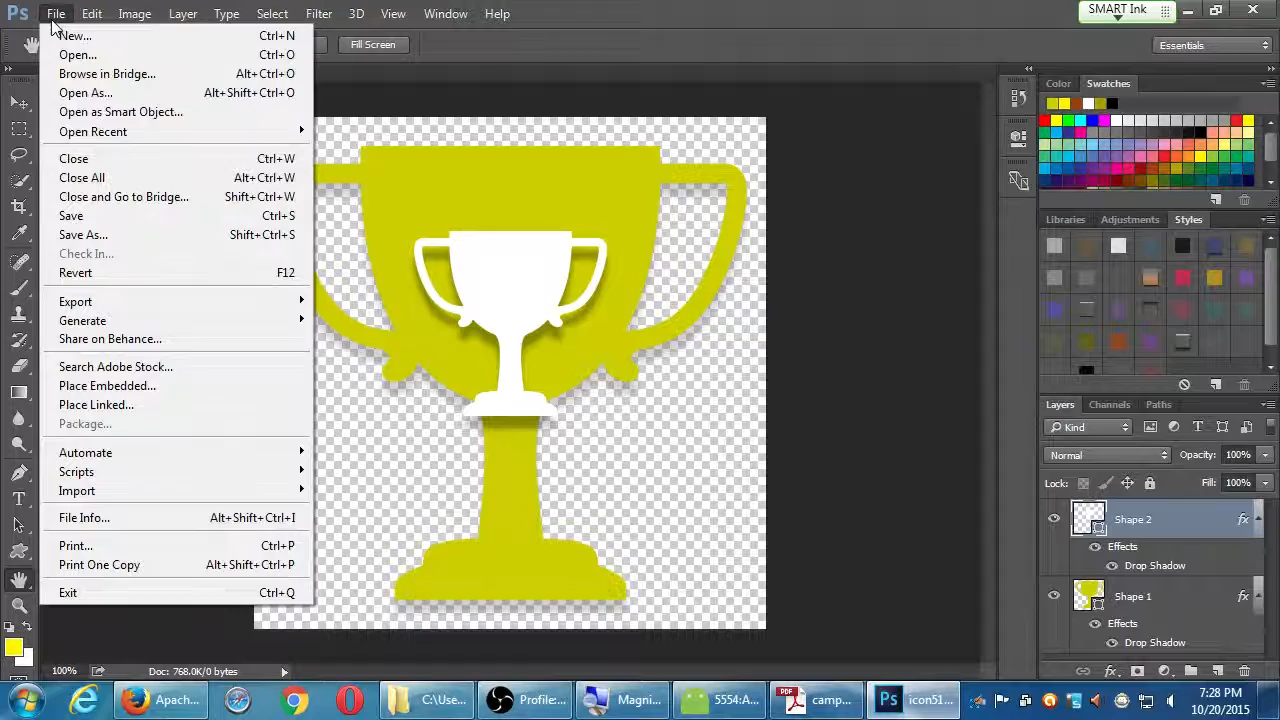 Ps File Edit Image Layer Type Select Filter 3D View Window Help
SMART Ink
Fill Screen
Essentials
New... Ctrl+N
Open... Ctrl+O
Browse in Bridge... Alt+Ctrl+O
Open As... Alt+Shift+Ctrl+O
Open as Smart Object...
Open Recent
Close Ctrl+W
Close All Alt+Ctrl+W
Close and Go to Bridge... Shift+Ctrl+W
Save Ctrl+S
Save As... Shift+Ctrl+S
Check In...
Revert F12
Export
Generate
Share on Behance...
Search Adobe Stock...
Place Embedded...
Place Linked...
Package...
Automate
Scripts
Import
File Info... Alt+Shift+Ctrl+I
Print... Ctrl+P
Print One Copy Alt+Shift+Ctrl+P
Exit Ctrl+Q
Color Swatches
Libraries Adjustments Styles
Layers Channels Paths
Kind
Normal Opacity: 100%
Lock: Fill: 100%
Shape 2 fx
Effects
Drop Shadow
Shape 1 fx
Effects
Drop Shadow
fx
100% Doc: 768.0K/0 bytes
Apach...
C:\Use...
Profile:...
Magni...
5554:A...
PDF
camp...
Ps
icon51...
7:28 PM
10/20/2015